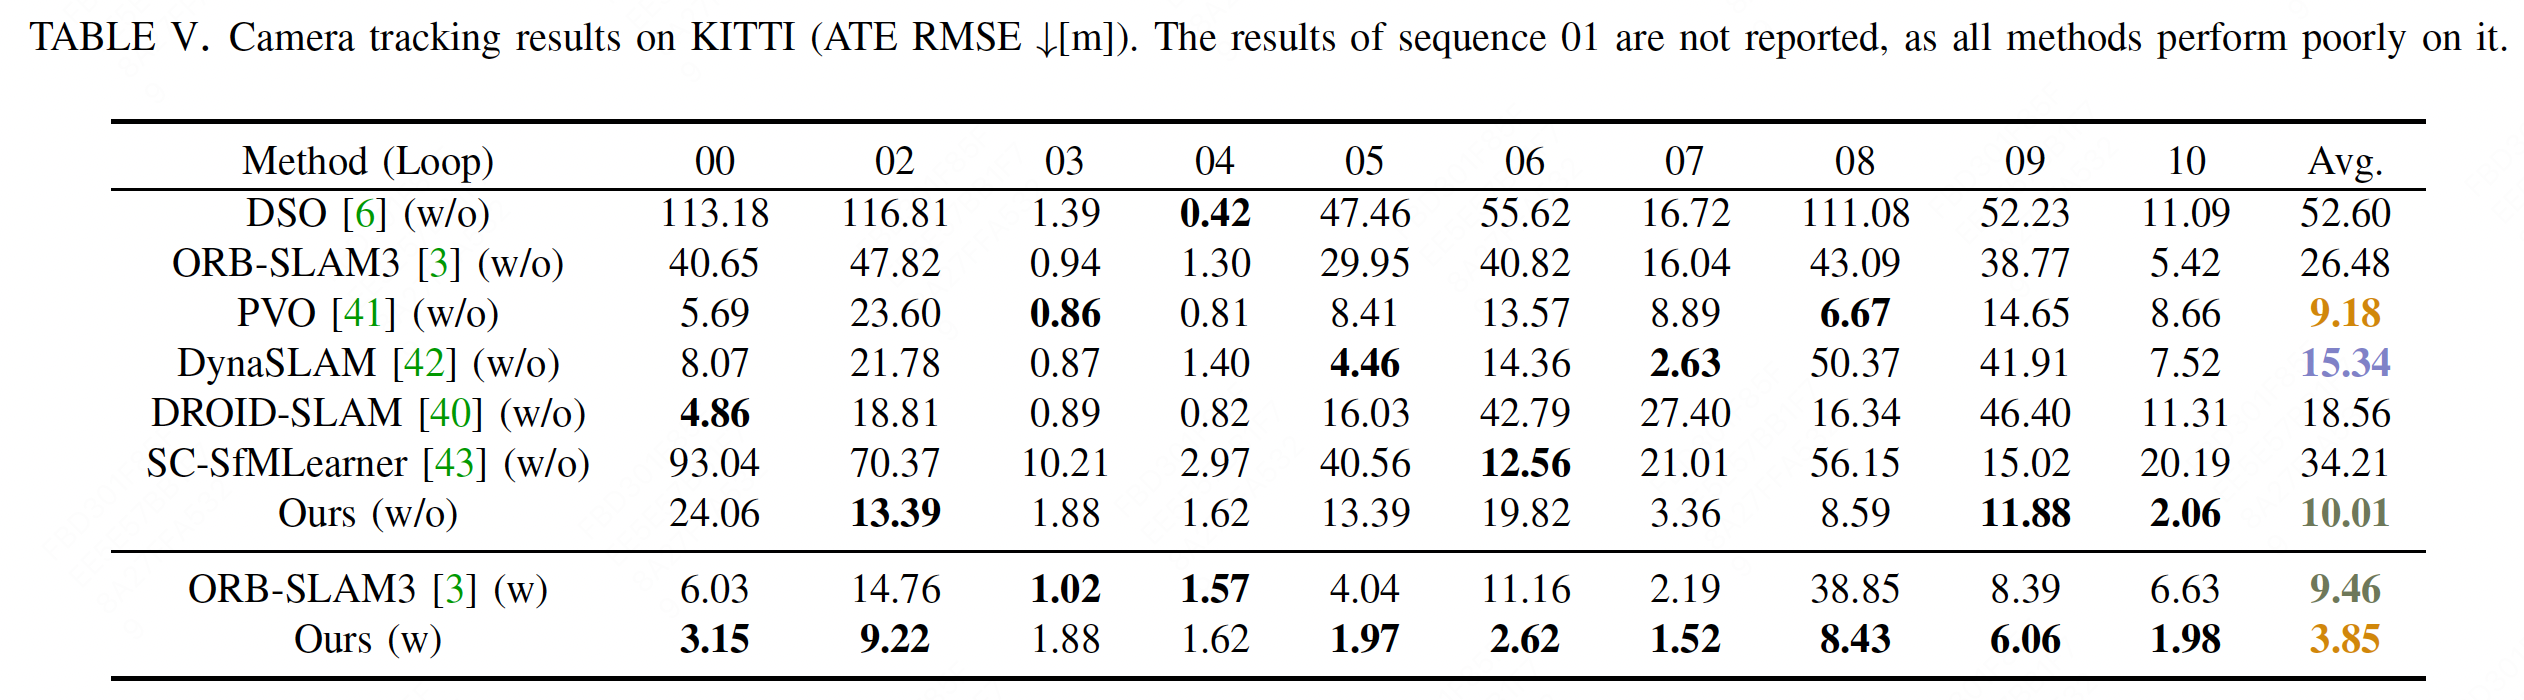 TABLE V. Camera tracking results on KITTI (ATE RMSE ↓[m]). The results of sequence 01 are not reported, as all methods perform poorly on it.
Method (Loop) 00 02 03 04 05 06 07 08 09 10 Avg.
DSO [6] (w/o) 113.18 116.81 1.39 0.42 47.46 55.62 16.72 111.08 52.23 11.09 52.60
ORB-SLAM3 [3] (w/o) 40.65 47.82 0.94 1.30 29.95 40.82 16.04 43.09 38.77 5.42 26.48
PVO [41] (w/o) 5.69 23.60 0.86 0.81 8.41 13.57 8.89 6.67 14.65 8.66 9.18
DynaSLAM [42] (w/o) 8.07 21.78 0.87 1.40 4.46 14.36 2.63 50.37 41.91 7.52 15.34
DROID-SLAM [40] (w/o) 4.86 18.81 0.89 0.82 16.03 42.79 27.40 16.34 46.40 11.31 18.56
SC-SfMLearner [43] (w/o) 93.04 70.37 10.21 2.97 40.56 12.56 21.01 56.15 15.02 20.19 34.21
Ours (w/o) 24.06 13.39 1.88 1.62 13.39 19.82 3.36 8.59 11.88 2.06 10.01
ORB-SLAM3 [3] (w) 6.03 14.76 1.02 1.57 4.04 11.16 2.19 38.85 8.39 6.63 9.46
Ours (w) 3.15 9.22 1.88 1.62 1.97 2.62 1.52 8.43 6.06 1.98 3.85